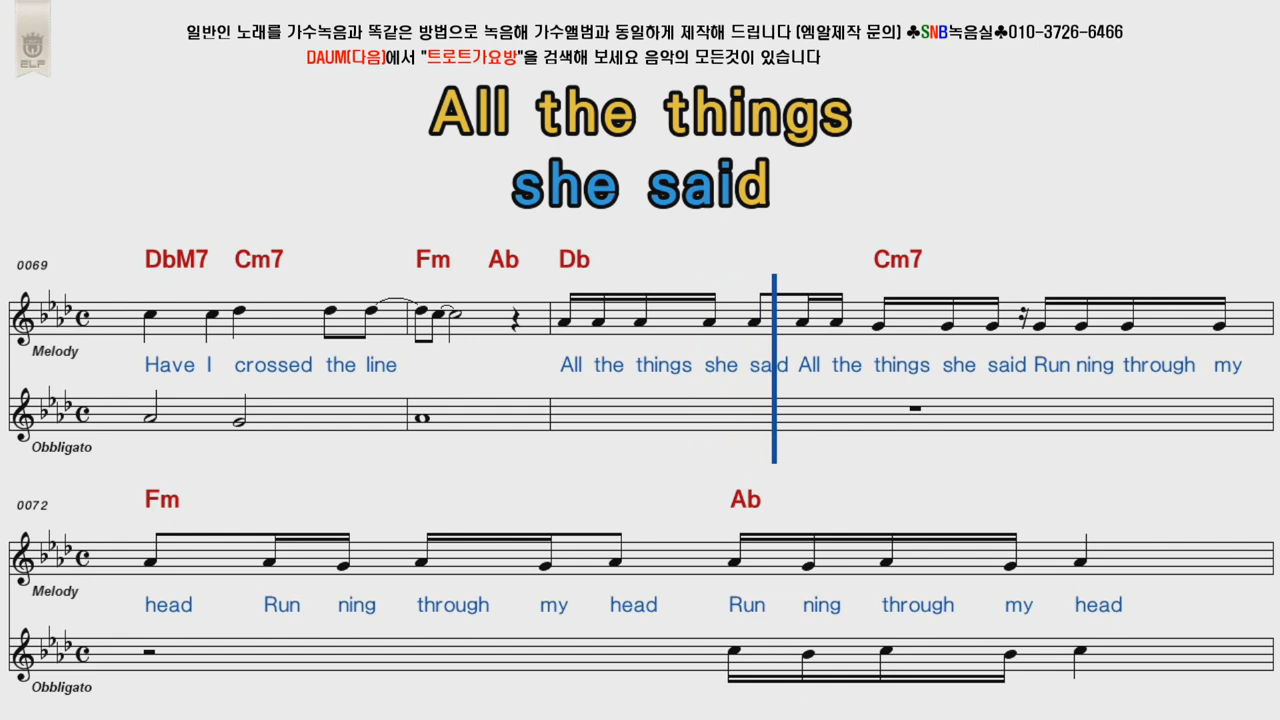 일반인 노래를 가수녹음과 똑같은 방법으로 녹음해 가수앨범과 동일하게 제작해 드립니다 (엠알제작 문의) ♣SNB녹음실♣010-3726-6466
DAUM(다음)에서 "트로트가요방"을 검색해 보세요 음악의 모든것이 있습니다
ELF
All the things
she said
0069 DbM7 Cm7 Fm Ab Db Cm7
Melody
Have I crossed the line All the things she said All the things she said Run ning through my
Obbligato
0072 Fm Ab
Melody
head Run ning through my head Run ning through my head
Obbligato